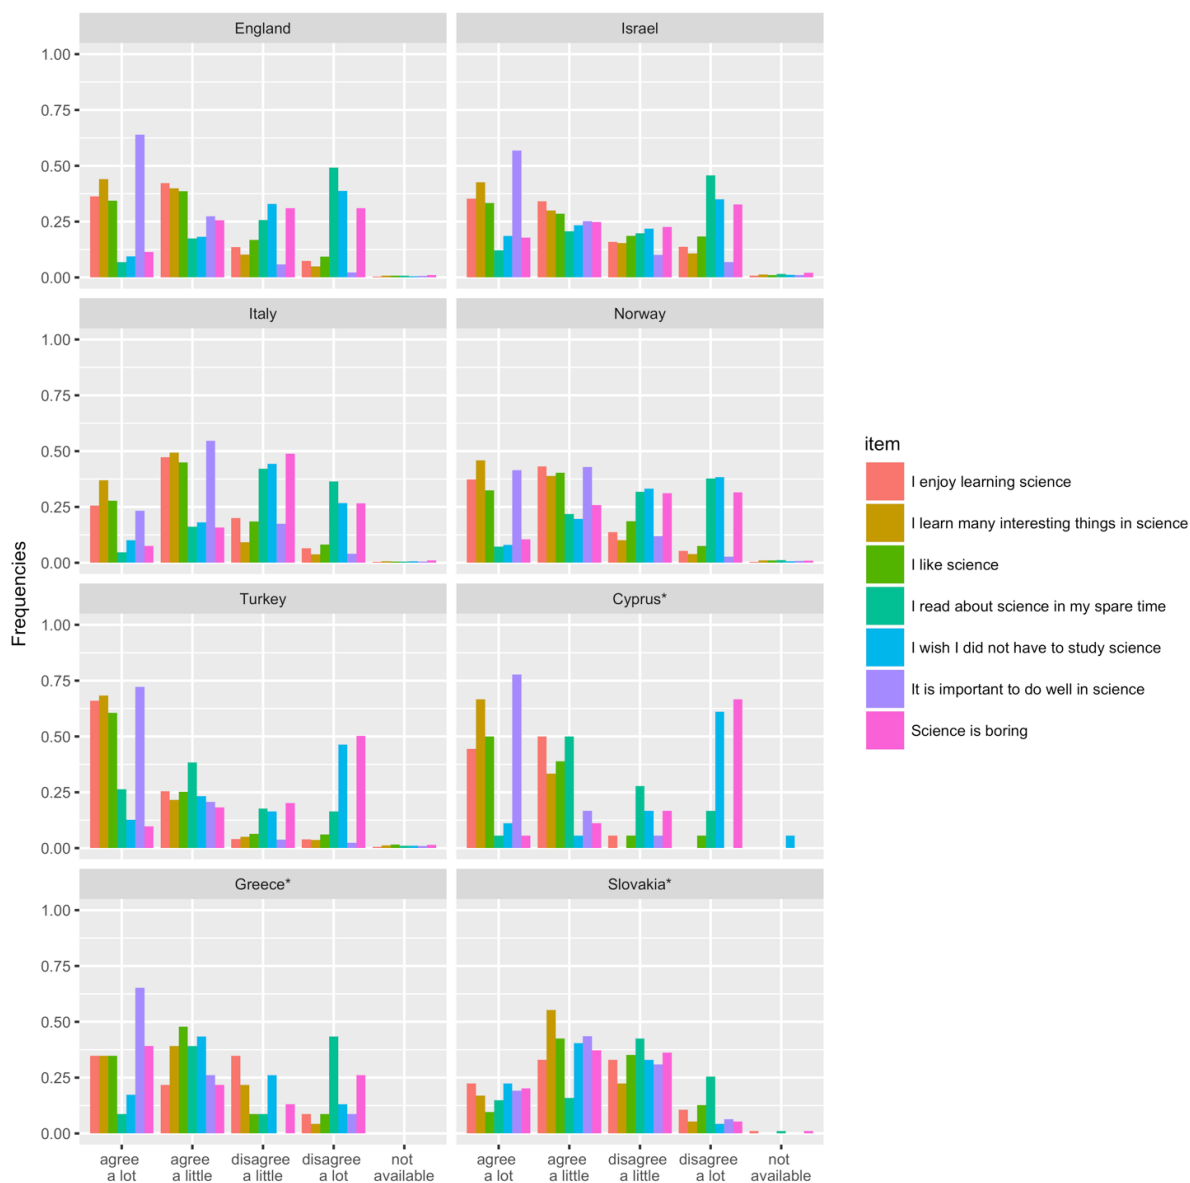 England
Israel
1.00
0.75
0.50
0.25
0.00
Italy
Norway
1.00
0.75
0.50
0.25
0.00
Turkey
Cyprus*
1.00
0.75
0.50
0.25
0.00
Greece*
Slovakia*
1.00
0.75
0.50
0.25
0.00
agree
a lot
agree
a little
disagree
a little
disagree
a lot
not
available
agree
a lot
agree
a little
disagree
a little
disagree
a lot
not
available
Frequencies
item
I enjoy learning science
I learn many interesting things in science
I like science
I read about science in my spare time
I wish I did not have to study science
It is important to do well in science
Science is boring